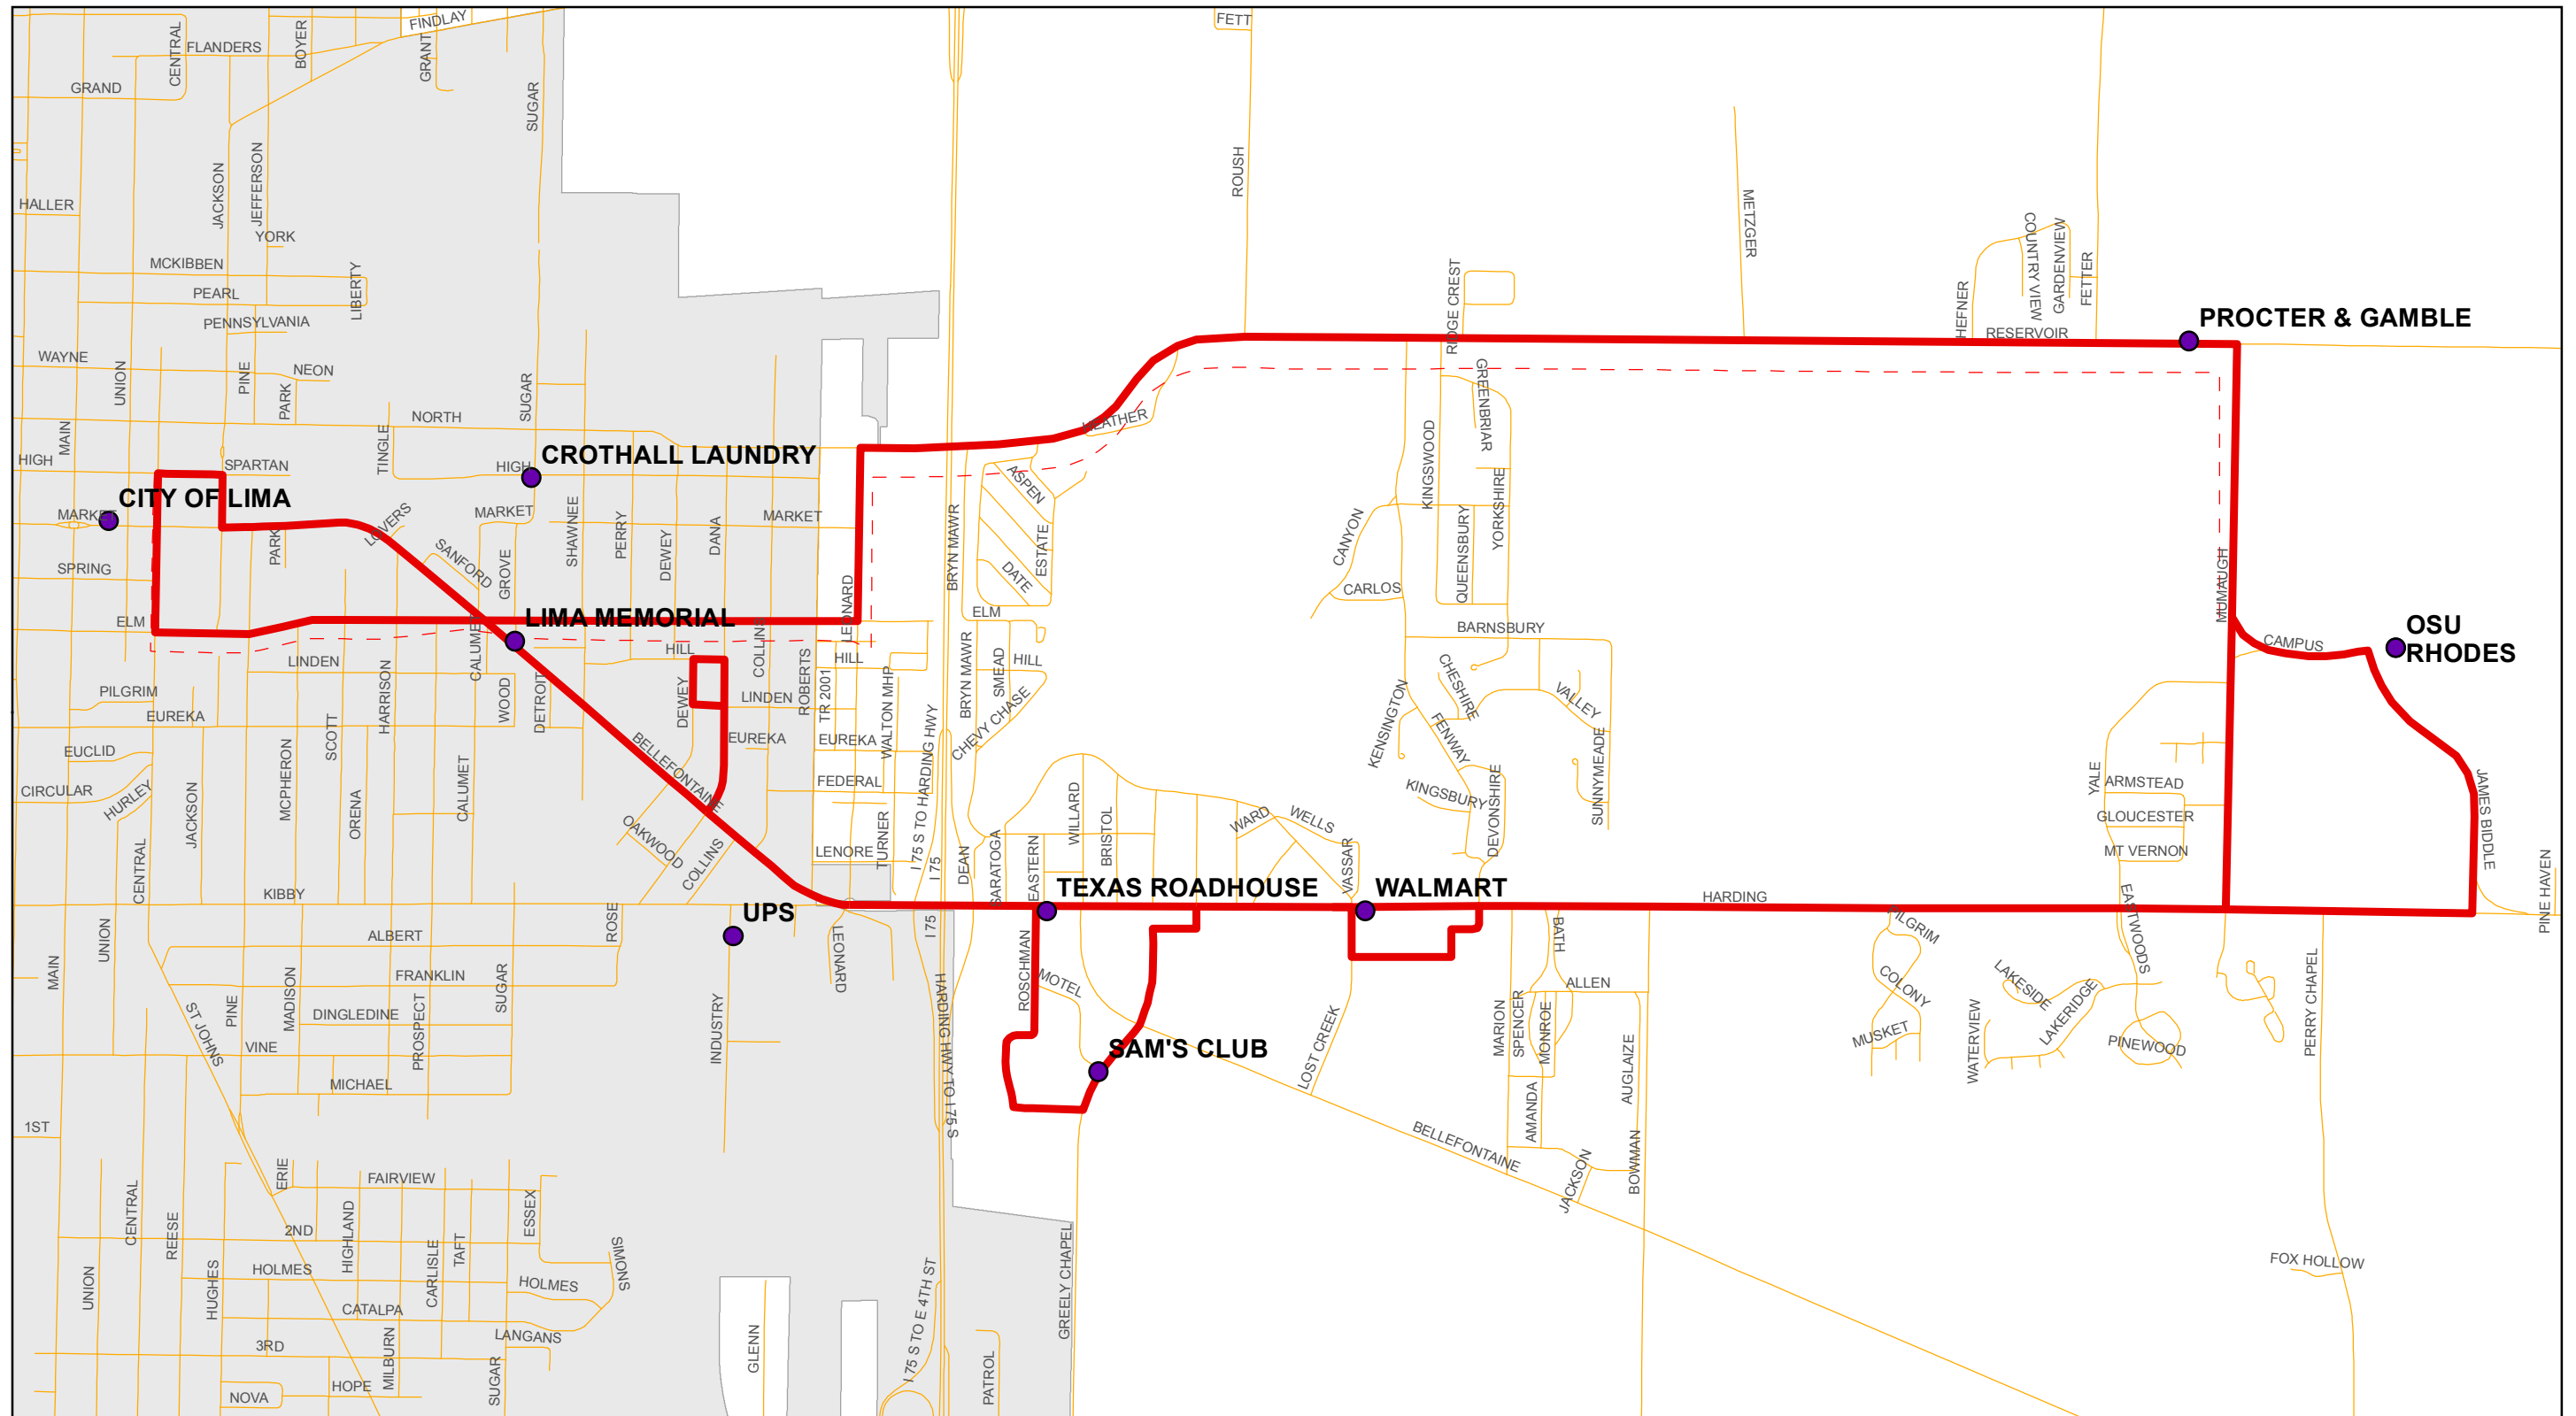 FINDLAY
FETT
FLANDERS
CENTRAL
BOYER
GRANT
GRAND
SUGAR
ROUSH
JACKSON
JEFFERSON
HALLER
YORK
METZGER
COUNTRY VIEW
GARDENVIEW
FETTER
HEFNER
MCKIBBEN
PEARL
LIBERTY
PENNSYLVANIA
RIDGE CREST
PROCTER & GAMBLE
RESERVOIR
WAYNE
UNION
PINE
NEON
PARK
SUGAR
GREENBRIAR
NORTH
HEATHER
MAIN
TINGLE
KINGSWOOD
CROTHALL LAUNDRY
HIGH
SPARTAN
HIGH
ASPEN
YORKSHIRE
CITY OF LIMA
MARKET
MARKET
MARKET
LOVERS
PARK
SHAWNEE
PERRY
DEWEY
DANA
BRYN MAWR
ESTATE
CANYON
QUEENSBURY
SPRING
SANFORD
GROVE
DATE
CARLOS
MUMAUGH
LEONARD
ELM
ELM
LIMA MEMORIAL
BARNSBURY
OSU
RHODES
CAMPUS
CALUMET
COLLINS
HILL
HILL
HILL
LINDEN
LINDEN
HARRISON
ROBERTS
TR 2001
WALTON MHP
BRYN MAWR
SMEAD
CHEVY CHASE
CHESHIRE
VALLEY
KENSINGTON
FENWAY
PILGRIM
EUREKA
WOOD
DETROIT
DEWEY
SCOTT
EUREKA
EUREKA
BELLEFONTAINE
I 75 S TO HARDING HWY
SUNNYMEADE
EUCLID
MCPHERON
CIRCULAR
HURLEY
JACKSON
ORENA
CALUMET
FEDERAL
KINGSBURY
DEVONSHIRE
YALE
ARMSTEAD
GLOUCESTER
MT VERNON
JAMES BIDDLE
WILLARD
BRISTOL
WARD
WELLS
OAKWOOD
COLLINS
LENORE
TURNER
I 75
DEAN
SARATOGA
EASTERN
VASSAR
CENTRAL
KIBBY
TEXAS ROADHOUSE
WALMART
HARDING
EASTWOODS
PINE HAVEN
UPS
ROSE
UNION
ALBERT
LEONARD
I 75
ROSCHMAN
BATH
PILGRIM
MAIN
FRANKLIN
SUGAR
MOTEL
ALLEN
COLONY
LAKESIDE
PERRY CHAPEL
ST JOHNS
PINE
MADISON
DINGLEDINE
PROSPECT
INDUSTRY
HARDING HWY TO I 75 S
LOST CREEK
MARION
SPENCER
MONROE
MUSKET
WATERVIEW
LAKERIDGE
PINEWOOD
VINE
SAM'S CLUB
MICHAEL
AUGLAIZE
1ST
AMANDA
BELLEFONTAINE
JACKSON
BOWMAN
ERIE
FAIRVIEW
CENTRAL
REESE
2ND
HIGHLAND
ESSEX
CARLISLE
TAFT
SIMONS
GREELY CHAPEL
FOX HOLLOW
UNION
HUGHES
HOLMES
HOLMES
CATALPA
LANGANS
3RD
MILBURN
SUGAR
GLENN
I 75 S TO E 4TH ST
PATROL
NOVA
HOPE